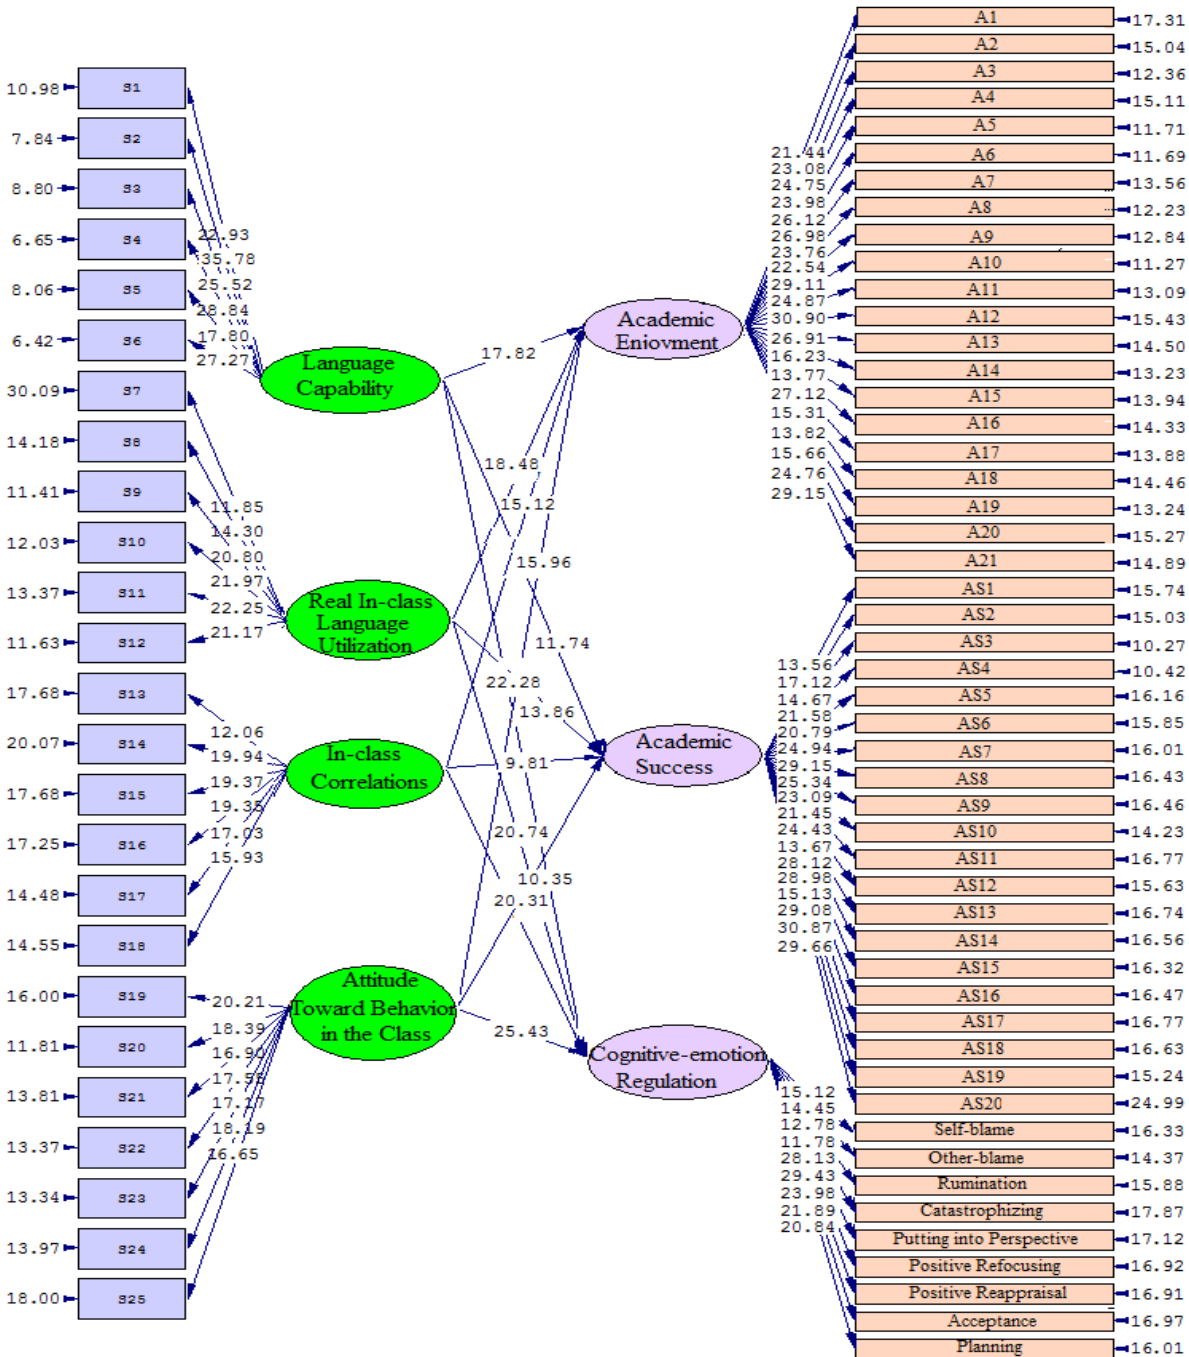 10.98
S1
7.84
S2
8.80
S3
6.65
S4
8.06
S5
6.42
S6
30.09
S7
14.18
S8
11.41
S9
12.03
S10
13.37
S11
11.63
S12
17.68
S13
20.07
S14
17.68
S15
17.25
S16
14.48
S17
14.55
S18
16.00
S19
11.81
S20
13.81
S21
13.37
S22
13.34
S23
13.97
S24
18.00
S25
22.93
35.78
25.52
28.84
17.80
27.27
11.85
14.30
20.80
21.97
22.25
21.17
12.06
19.94
19.37
19.35
17.03
15.93
20.21
18.39
16.90
17.55
17.17
18.19
16.65
Language
Capability
Real In-class
Language
Utilization
In-class
Correlations
Attitude
Toward Behavior
in the Class
17.82
18.48
15.12
15.96
11.74
22.28
13.86
9.81
20.74
10.35
20.31
25.43
Academic
Eniovment
Academic
Success
Cognitive-emotion
Regulation
21.44
23.08
24.75
23.98
26.12
26.98
23.76
22.54
29.11
24.87
30.90
26.91
16.23
13.77
27.12
15.31
13.82
15.66
24.76
29.15
13.56
17.12
14.67
21.58
20.79
24.94
29.15
25.34
23.09
21.45
24.43
13.67
28.12
28.98
15.13
29.08
30.87
29.66
15.12
14.45
12.78
11.78
28.13
29.43
23.98
21.89
20.84
A1
17.31
A2
15.04
A3
12.36
A4
15.11
A5
11.71
A6
11.69
A7
13.56
A8
12.23
A9
12.84
A10
11.27
A11
13.09
A12
15.43
A13
14.50
A14
13.23
A15
13.94
A16
14.33
A17
13.88
A18
14.46
A19
13.24
A20
15.27
A21
14.89
AS1
15.74
AS2
15.03
AS3
10.27
AS4
10.42
AS5
16.16
AS6
15.85
AS7
16.01
AS8
16.43
AS9
16.46
AS10
14.23
AS11
16.77
AS12
15.63
AS13
16.74
AS14
16.56
AS15
16.32
AS16
16.47
AS17
16.77
AS18
16.63
AS19
15.24
AS20
24.99
Self-blame
16.33
Other-blame
14.37
Rumination
15.88
Catastrophizing
17.87
Putting into Perspective
17.12
Positive Refocusing
16.92
Positive Reappraisal
16.91
Acceptance
16.97
Planning
16.01